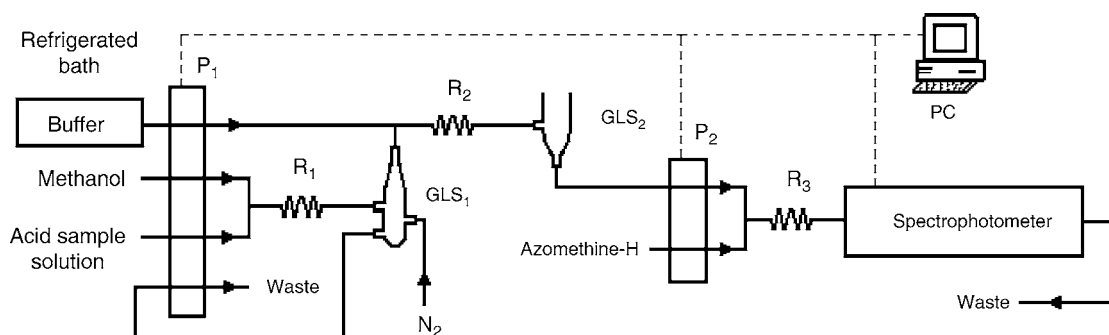 Refrigerated
bath
P1
Buffer
R2
GLS2
PC
Methanol
R1
GLS1
P2
R3
Acid sample
solution
Azomethine-H
Spectrophotometer
Waste
N2
Waste